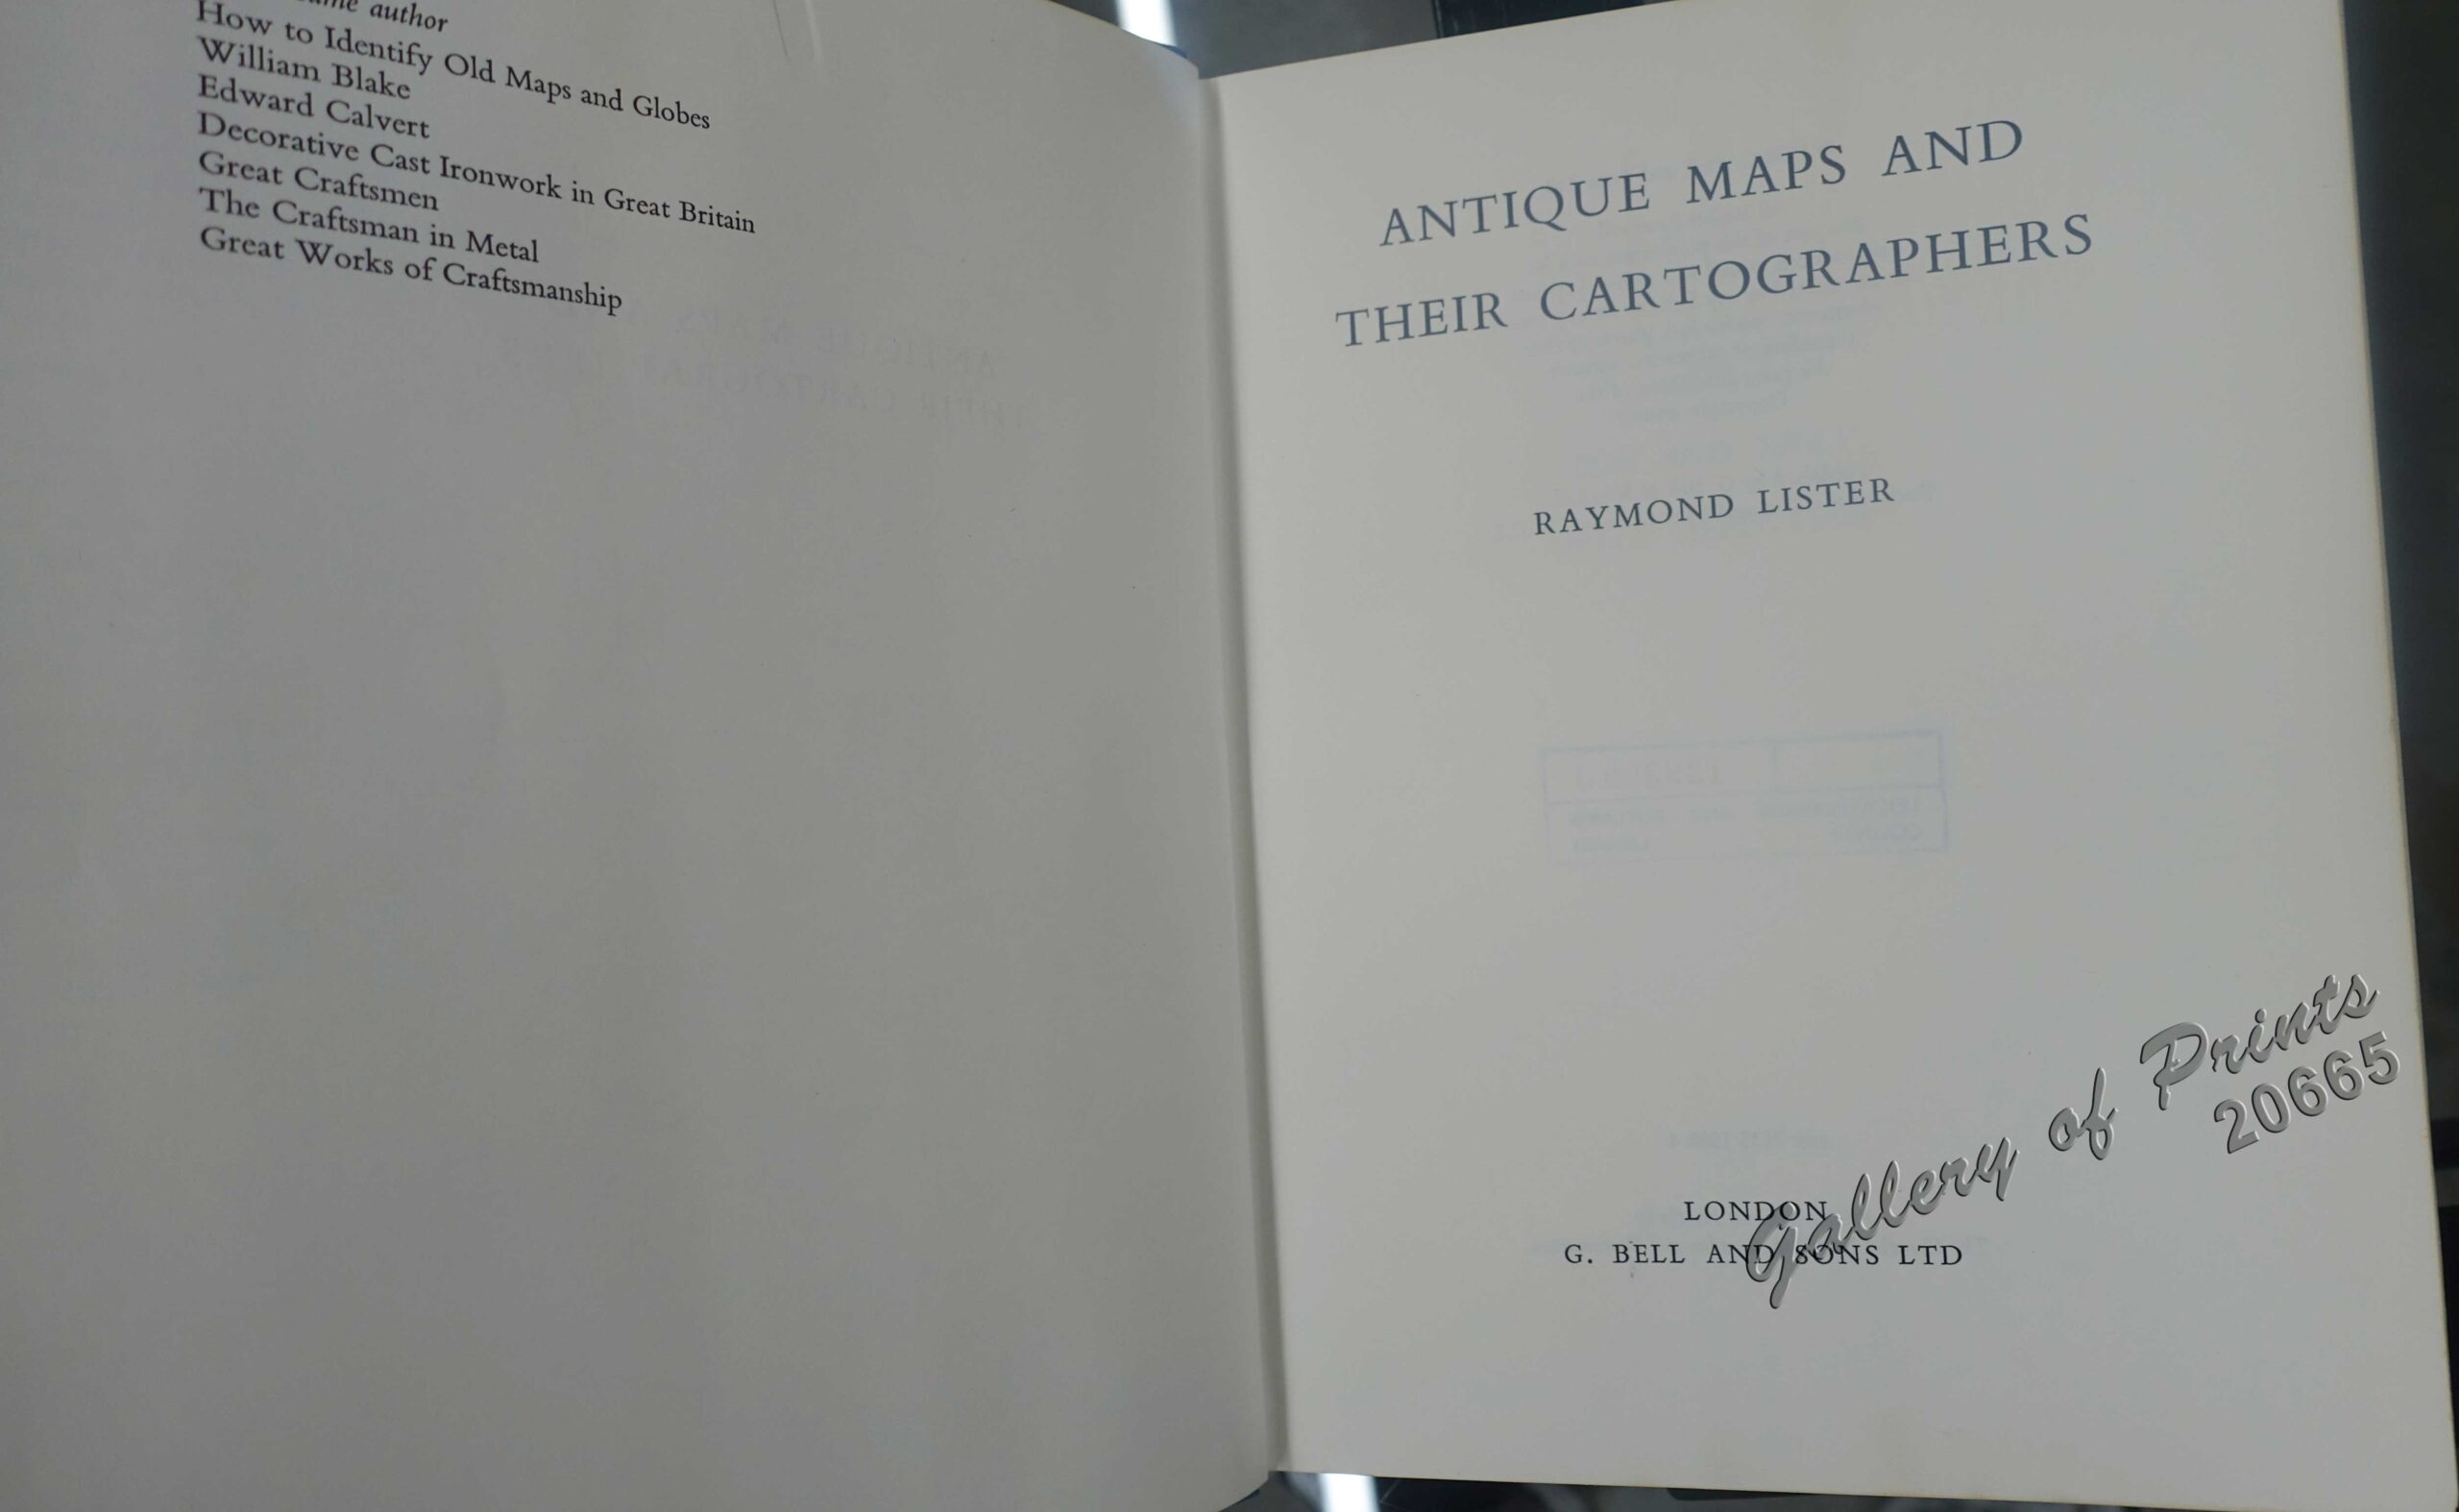 author
How to Identify Old Maps and Globes
William Blake
Edward Calvert
Decorative Cast Ironwork in Great Britain
Great Craftsmen
The Craftsman in Metal
Great Works of Craftsmanship
ANTIQUE MAPS AND
THEIR CARTOGRAPHERS
RAYMOND LISTER
LONDON
G. BELL AND SONS LTD
Gallery of Prints
20665